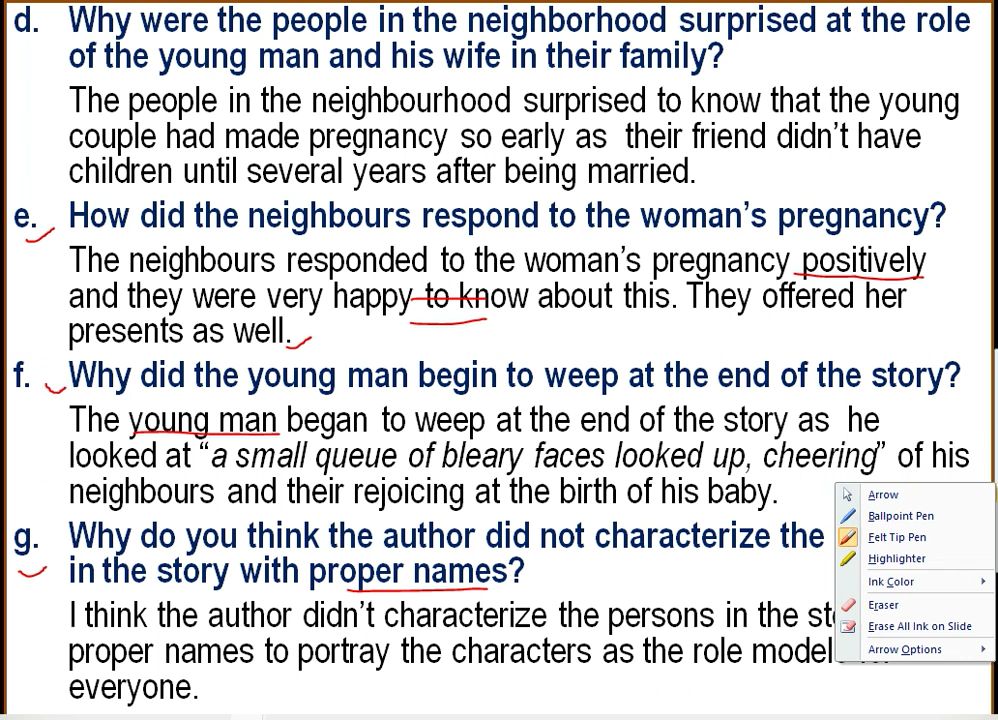 d. Why were the people in the neighborhood surprised at the role
of the young man and his wife in their family?
The people in the neighbourhood surprised to know that the young
couple had made pregnancy so early as their friend didn't have
children until several years after being married.
e. How did the neighbours respond to the woman's pregnancy?
The neighbours responded to the woman's pregnancy positively
and they were very happy to know about this. They offered her
presents as well.
f. Why did the young man begin to weep at the end of the story?
The young man began to weep at the end of the story as he
looked at “a small queue of bleary faces looked up, cheering” of his
neighbours and their rejoicing at the birth of his baby.
g. Why do you think the author did not characterize the
in the story with proper names?
I think the author didn't characterize the persons in the
proper names to portray the characters as the role model
everyone.
Arrow
Ballpoint Pen
Felt Tip Pen
Highlighter
Ink Color
Eraser
Erase All Ink on Slide
Arrow Options